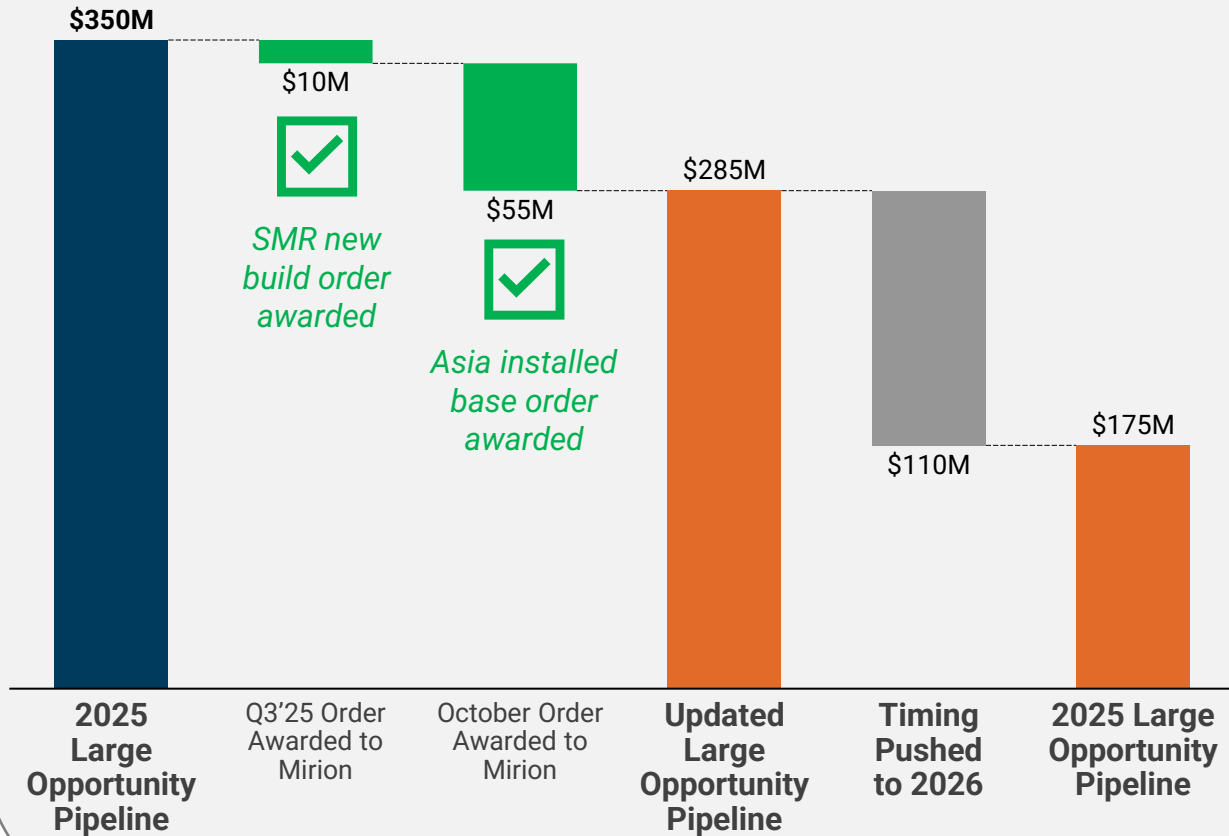 $350M
$10M
SMR new
build order
awarded
$55M
Asia installed
base order
awarded
$285M
$110M
$175M
2025
Large
Opportunity
Pipeline
Q3’25 Order
Awarded to
Mirion
October Order
Awarded to
Mirion
Updated
Large
Opportunity
Pipeline
Timing
Pushed
to 2026
2025 Large
Opportunity
Pipeline